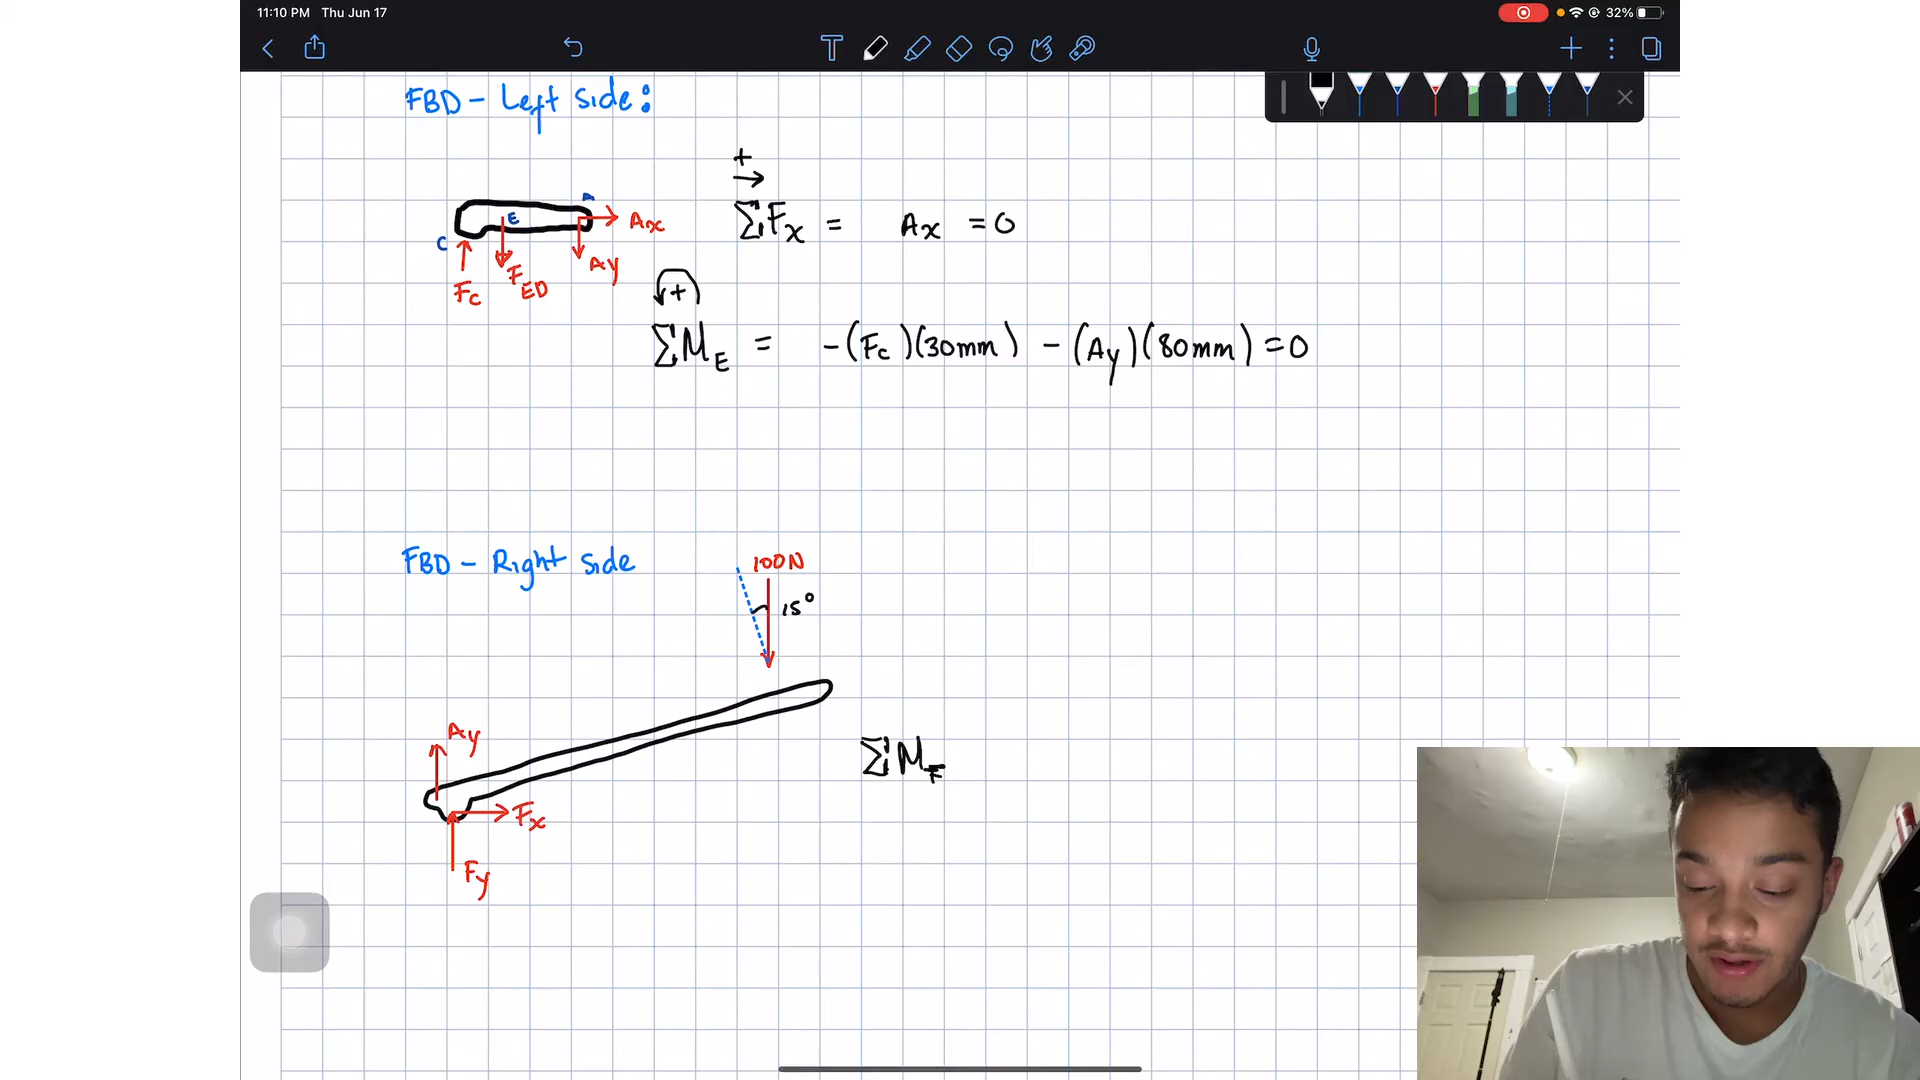 11:10 PM Thu Jun 17
32%
FBD - Left side:
+
ΣFx = Ax = 0
E
C
Ax
Ay
Fc
FED
+
ΣME = -(Fc)(30mm) - (Ay)(80mm) = 0
FBD - Right side
100N
15°
Ay
ΣMF
Fx
Fy